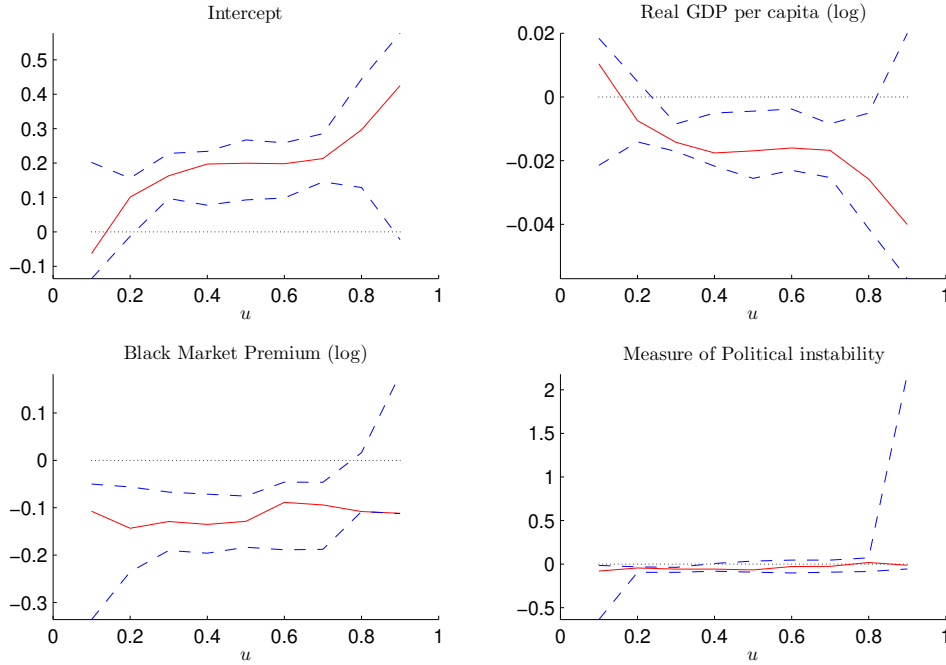 Intercept
0.5
0.4
0.3
0.2
0.1
0
−0.1
0 0.2 0.4 0.6 0.8 1
u
Real GDP per capita (log)
0.02
0
−0.02
−0.04
0 0.2 0.4 0.6 0.8 1
u
Black Market Premium (log)
0.1
0
−0.1
−0.2
−0.3
0 0.2 0.4 0.6 0.8 1
u
Measure of Political instability
2
1.5
1
0.5
0
−0.5
0 0.2 0.4 0.6 0.8 1
u